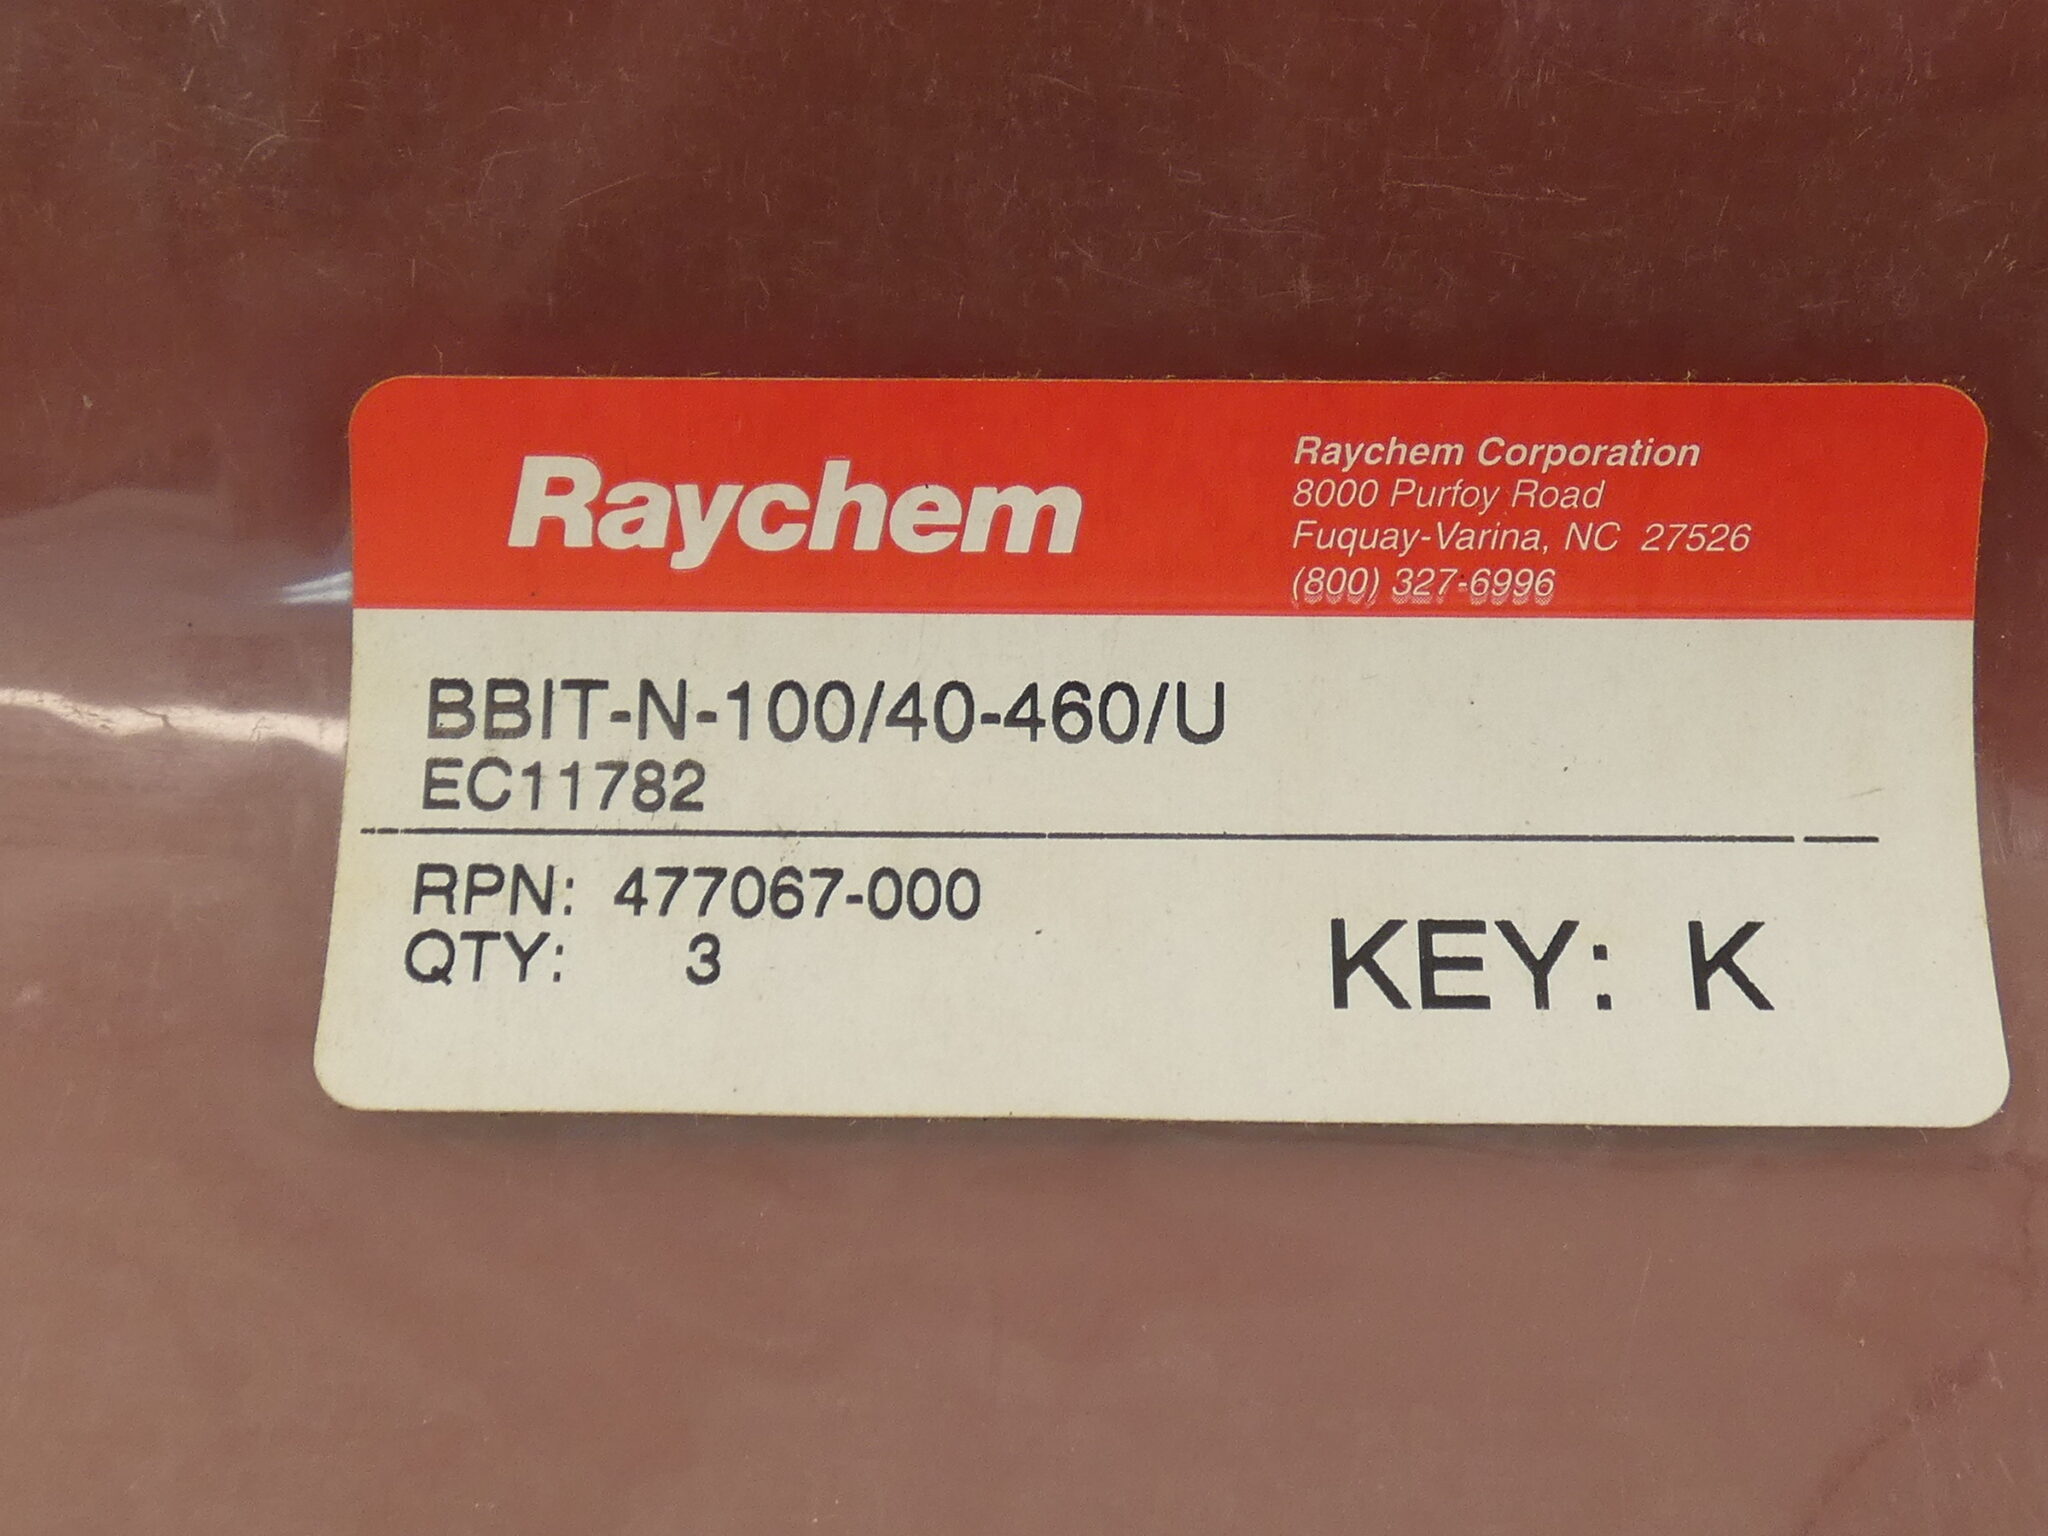 Raychem
Raychem Corporation
8000 Purfoy Road
Fuquay-Varina, NC 27526
(800) 327-6996
BBIT-N-100/40-460/U
EC11782
RPN: 477067-000
QTY: 3
KEY: K